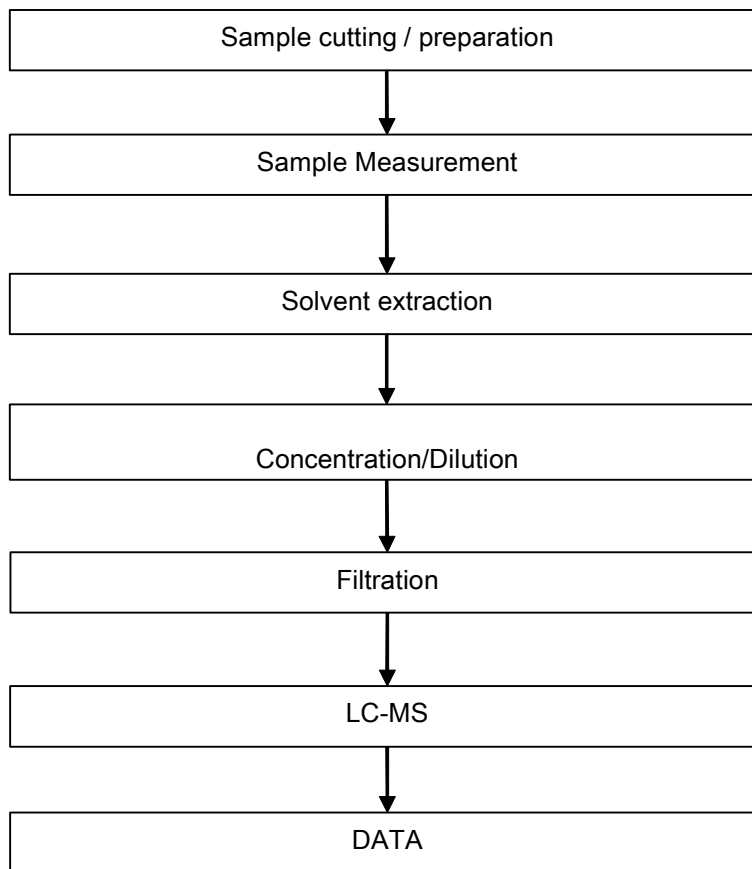 Sample cutting / preparation
Sample Measurement
Solvent extraction
Concentration/Dilution
Filtration
LC-MS
DATA